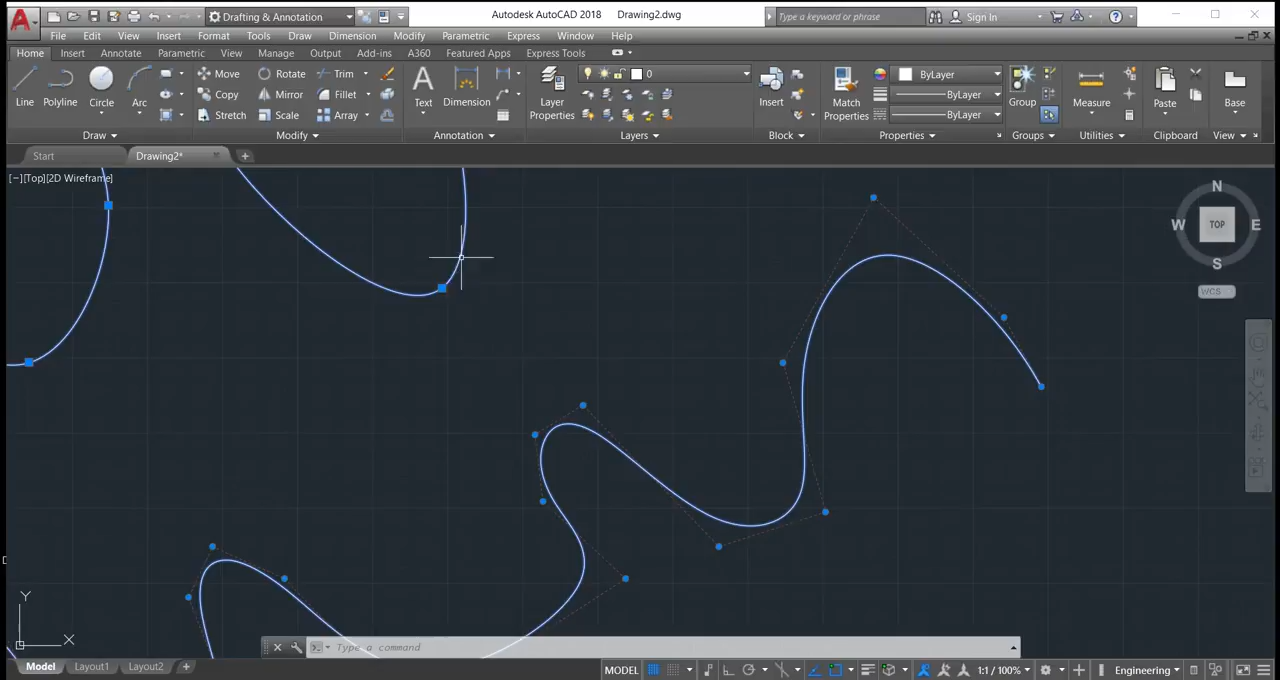 Drafting & Annotation
Autodesk AutoCAD 2018 Drawing2.dwg
Type a keyword or phrase
Sign In
File Edit View Insert Format Tools Draw Dimension Modify Parametric Express Window Help
Home Insert Annotate Parametric View Manage Output Add-ins A360 Featured Apps Express Tools
Move Rotate Trim
Copy Mirror Fillet
Stretch Scale Array
Line Polyline Circle Arc
Text Dimension
Layer
Properties
0
Insert
Match
Properties
ByLayer
ByLayer
ByLayer
Group
Measure
Paste
Base
Draw Modify Annotation Layers Block Properties Groups Utilities Clipboard View
Start Drawing2*
[−][Top][2D Wireframe]
N
W TOP E
S
WCS
Y
X
Type a command
Model Layout1 Layout2
MODEL 1:1 / 100% Engineering